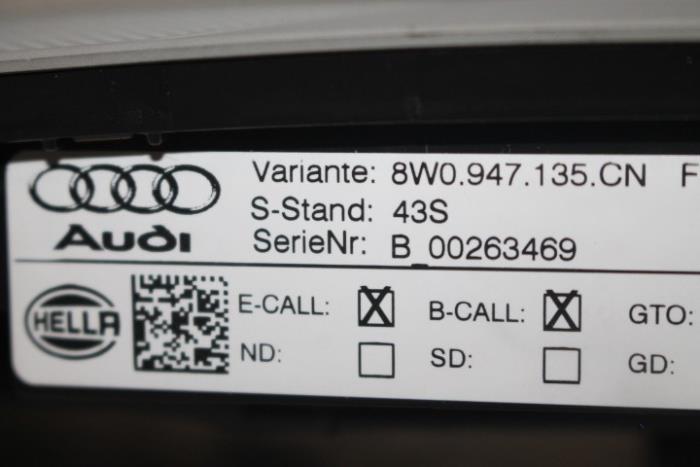 Audi
Variante: 8W0.947.135.CN F
S-Stand: 43S
SerieNr: B_00263469
HELLA
E-CALL: X B-CALL: X GTO:
ND: SD: GD: